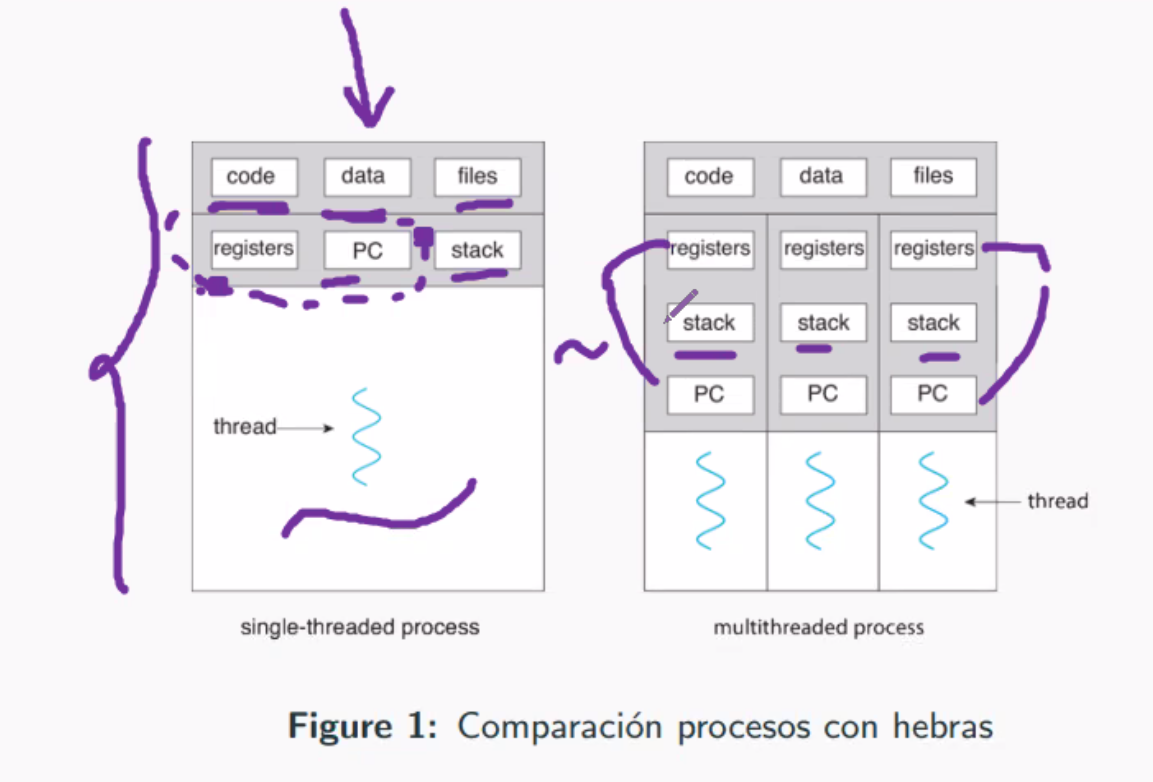 code data files code data files
registers PC stack registers registers registers
stack stack stack
PC PC PC
thread
thread
single-threaded process multithreaded process
Figure 1: Comparación procesos con hebras